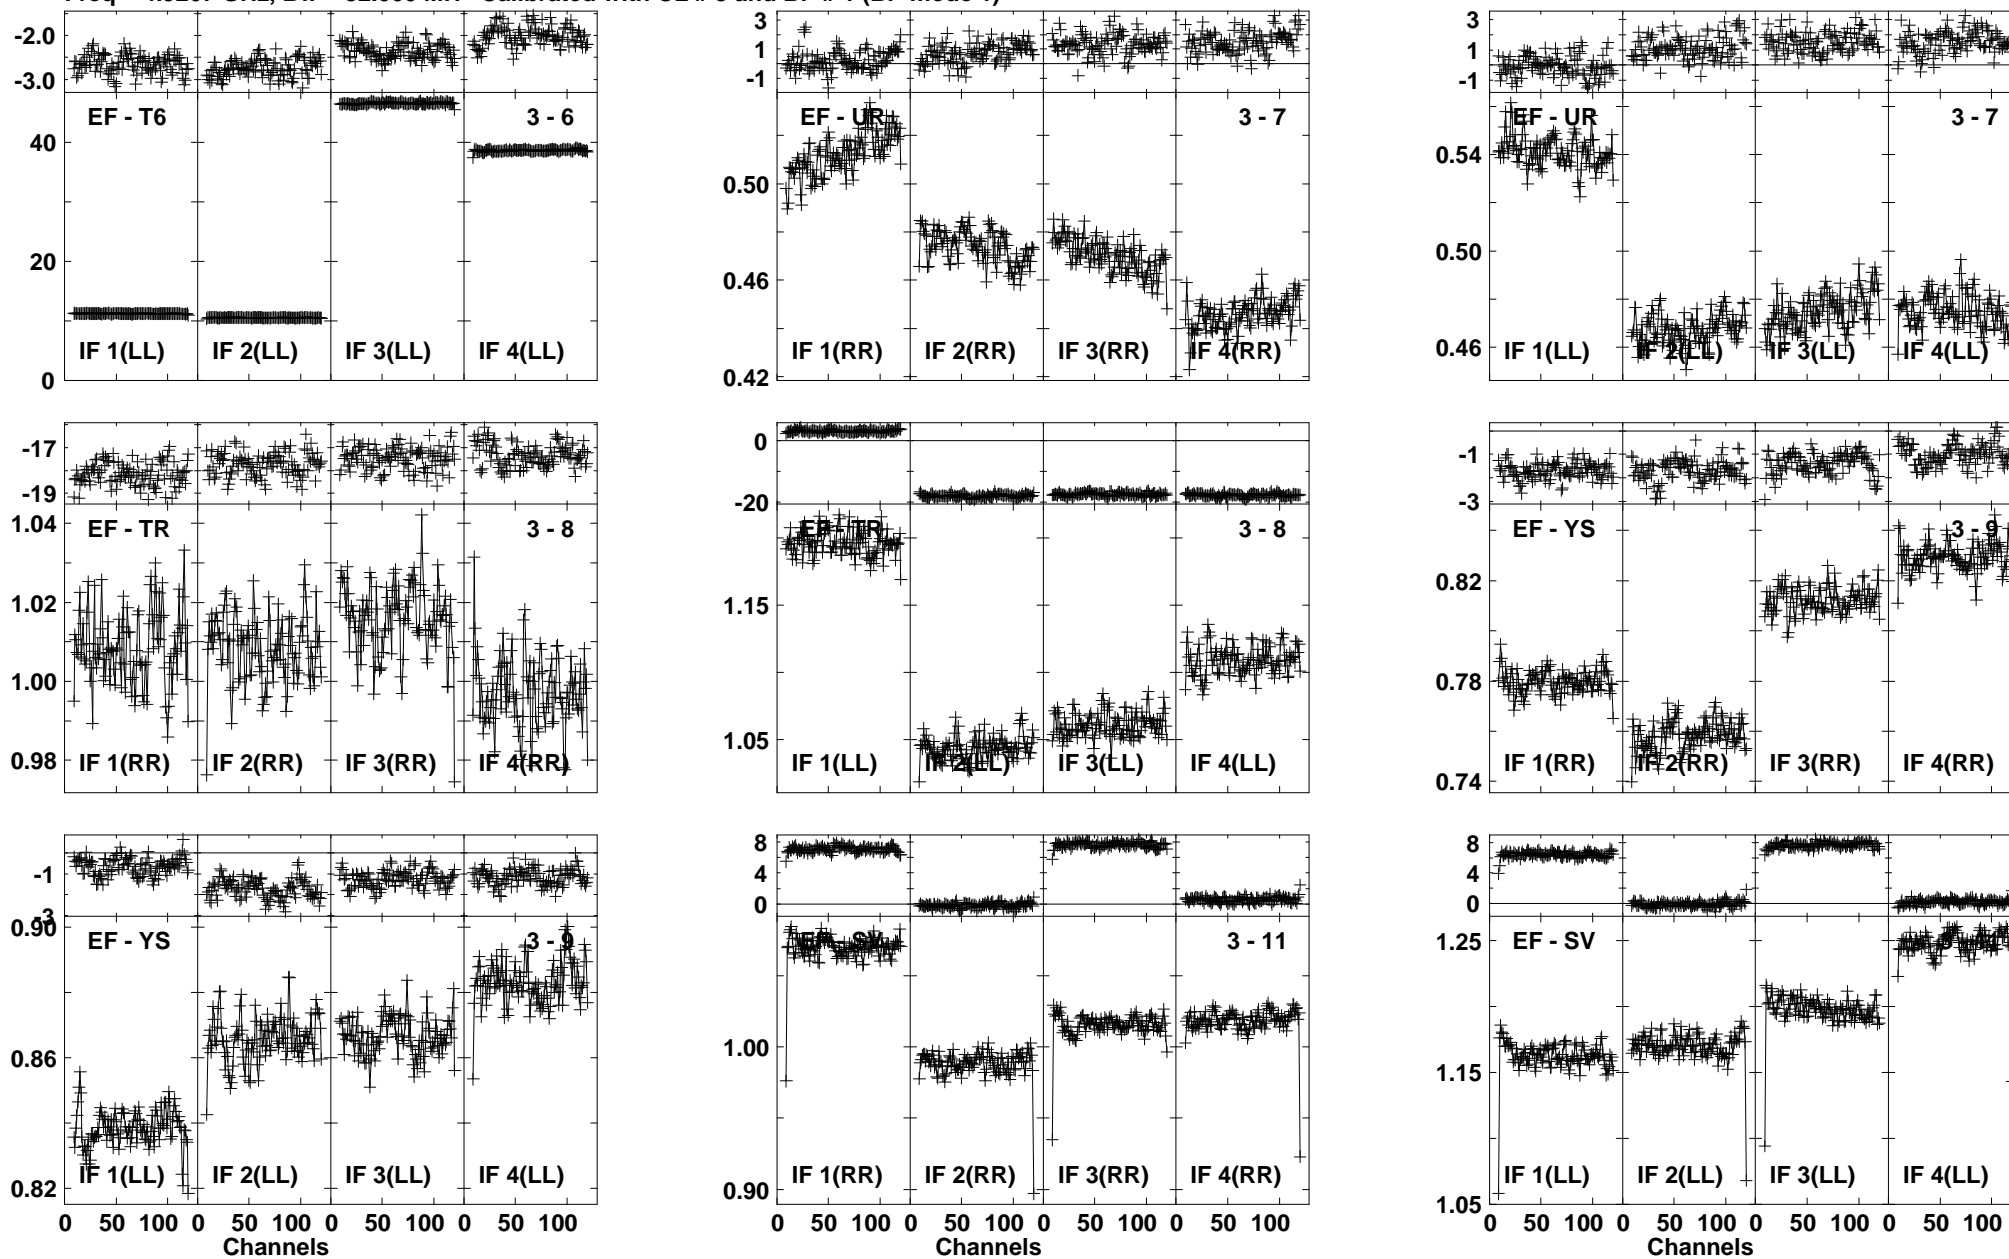 -2.0
-3.0
EF - T6
3 - 6
40
20
0
IF 1(LL)
IF 2(LL)
IF 3(LL)
IF 4(LL)
3
1
-1
EF - UR
3 - 7
0.50
0.46
0.42
IF 1(RR)
IF 2(RR)
IF 3(RR)
IF 4(RR)
3
1
-1
EF - UR
3 - 7
0.54
0.50
0.46
IF 1(LL)
IF 2(LL)
IF 3(LL)
IF 4(LL)
-17
-19
EF - TR
3 - 8
1.04
1.02
1.00
0.98
IF 1(RR)
IF 2(RR)
IF 3(RR)
IF 4(RR)
0
-20
EF - TR
3 - 8
1.15
1.05
IF 1(LL)
IF 2(LL)
IF 3(LL)
IF 4(LL)
-1
-3
EF - YS
3 - 9
0.82
0.78
0.74
IF 1(RR)
IF 2(RR)
IF 3(RR)
IF 4(RR)
-1
-3
EF - YS
3 - 9
0.90
0.86
0.82
IF 1(LL)
IF 2(LL)
IF 3(LL)
IF 4(LL)
0 50 100 0 50 100 0 50 100 0 50 100
Channels
8
4
0
EF - SV
3 - 11
1.00
0.90
IF 1(RR)
IF 2(RR)
IF 3(RR)
IF 4(RR)
0 50 100 0 50 100 0 50 100 0 50 100
Channels
8
4
0
EF - SV
1.25
1.15
1.05
IF 1(LL)
IF 2(LL)
IF 3(LL)
IF 4(LL)
0 50 100 0 50 100 0 50 100 0 50 100
Channels